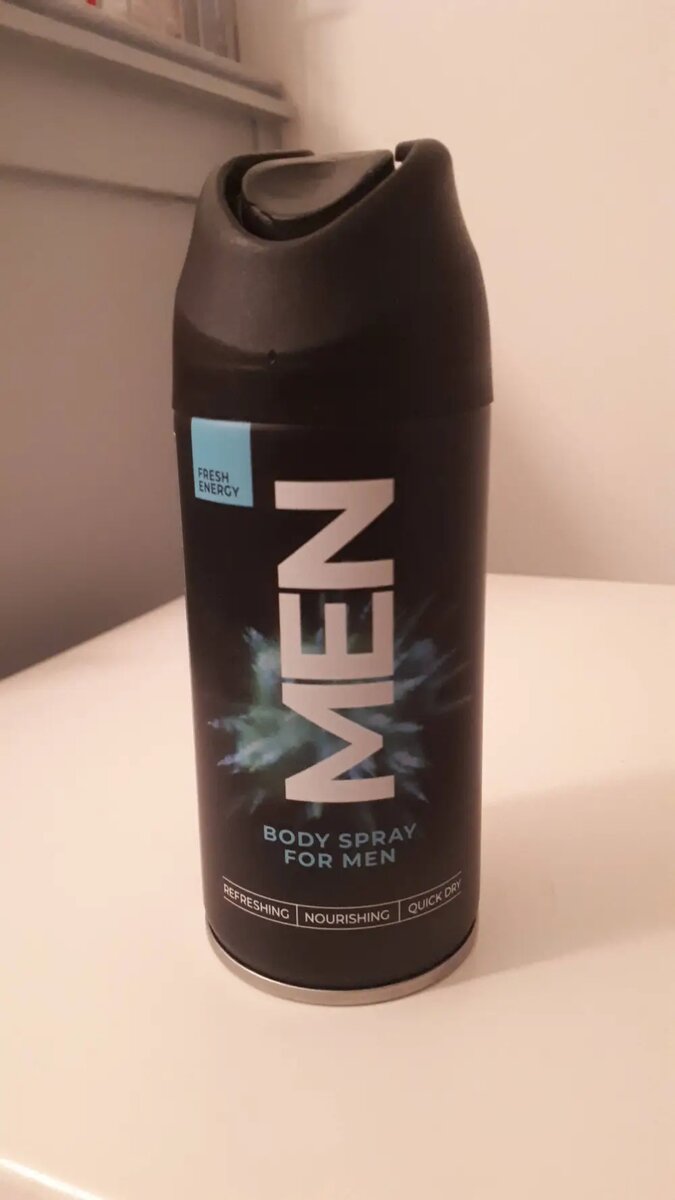 FRESH
ENERGY
MEN
BODY SPRAY
FOR MEN
REFRESHING
NOURISHING
QUICK DRY